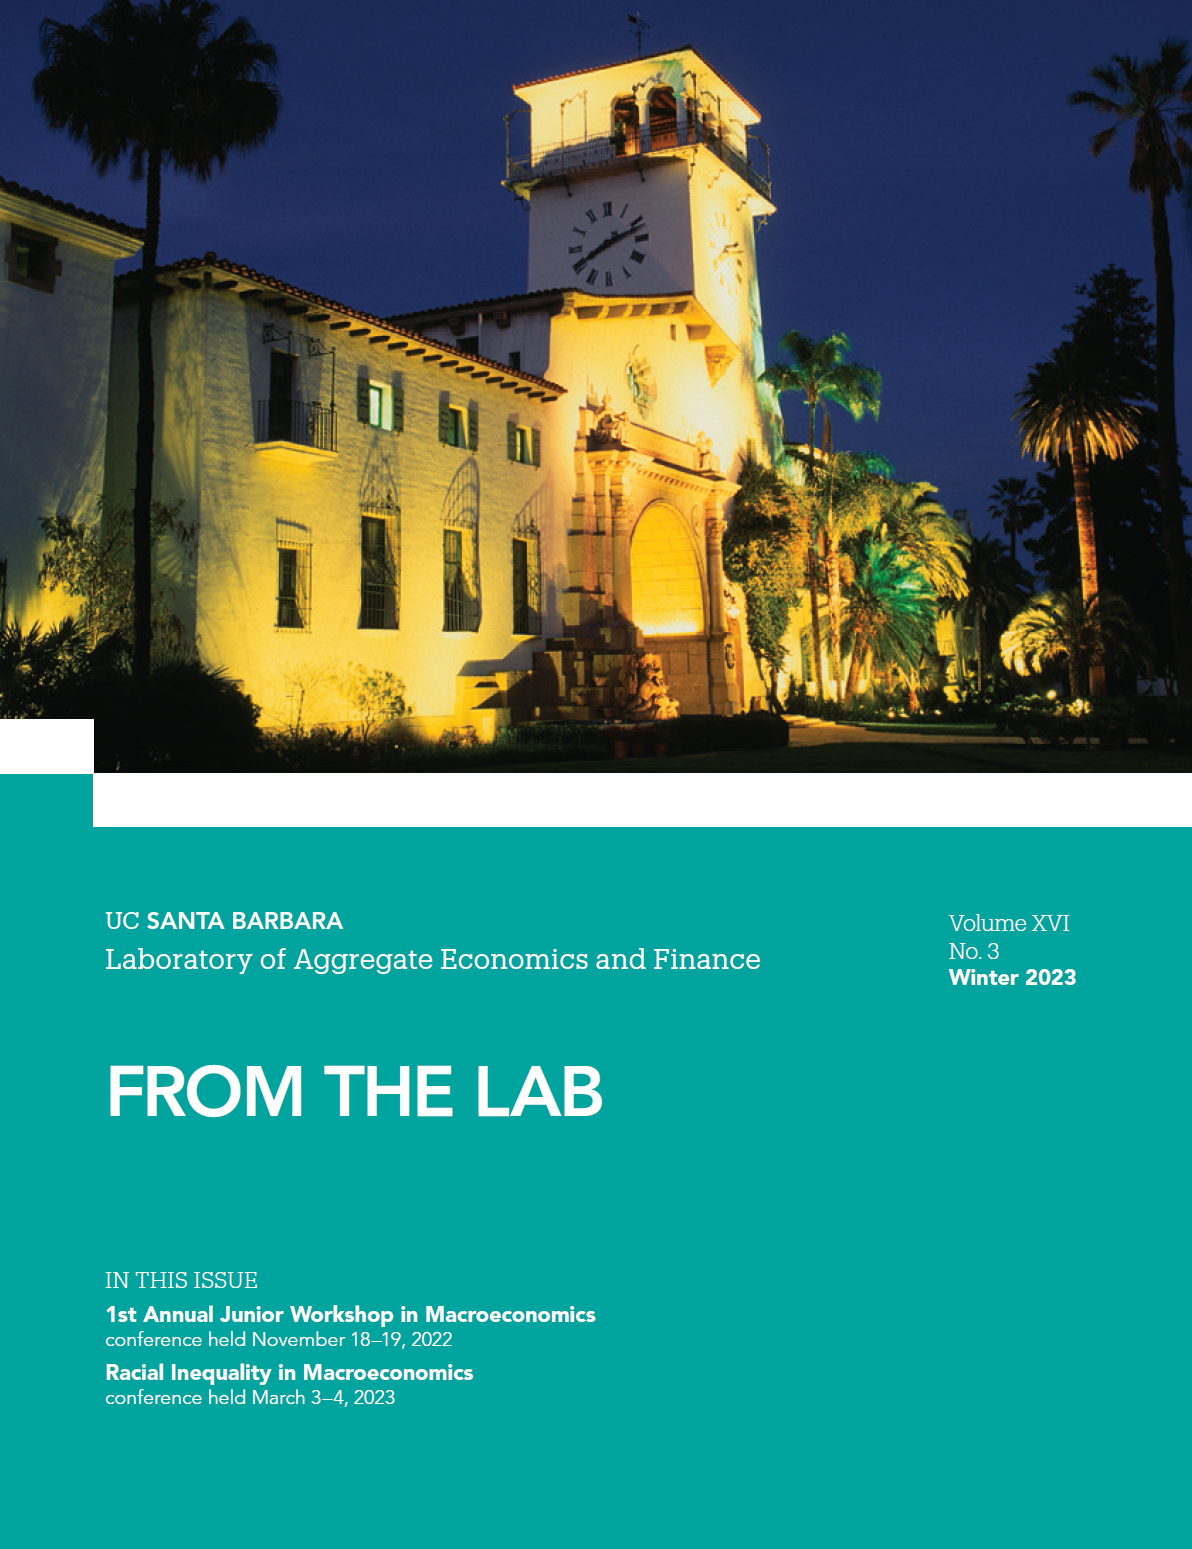 UC SANTA BARBARA
Laboratory of Aggregate Economics and Finance
Volume XVI
No. 3
Winter 2023
FROM THE LAB
IN THIS ISSUE
1st Annual Junior Workshop in Macroeconomics
conference held November 18–19, 2022
Racial Inequality in Macroeconomics
conference held March 3–4, 2023